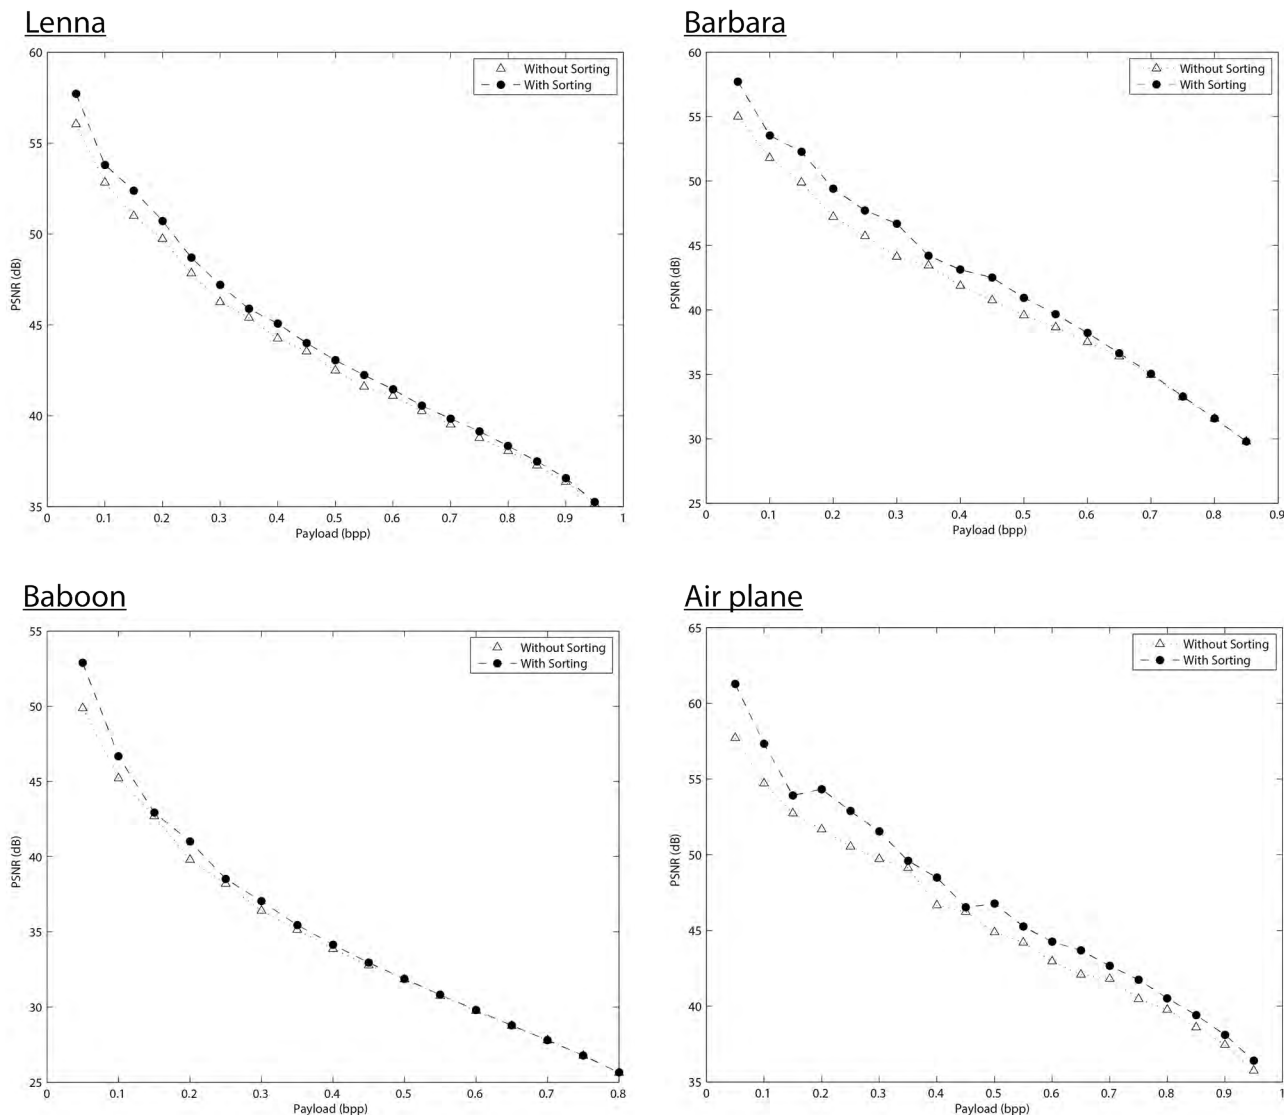 Lenna
60
55
50
45
40
35
PSNR (dB)
0 0.1 0.2 0.3 0.4 0.5 0.6 0.7 0.8 0.9 1
Payload (bpp)
Without Sorting
With Sorting
Barbara
60
55
50
45
40
35
30
25
PSNR (dB)
0 0.1 0.2 0.3 0.4 0.5 0.6 0.7 0.8 0.9
Payload (bpp)
Without Sorting
With Sorting
Baboon
55
50
45
40
35
30
25
PSNR (dB)
0 0.1 0.2 0.3 0.4 0.5 0.6 0.7 0.8
Payload (bpp)
Without Sorting
With Sorting
Air plane
65
60
55
50
45
40
35
PSNR (dB)
0 0.1 0.2 0.3 0.4 0.5 0.6 0.7 0.8 0.9 1
Payload (bpp)
Without Sorting
With Sorting